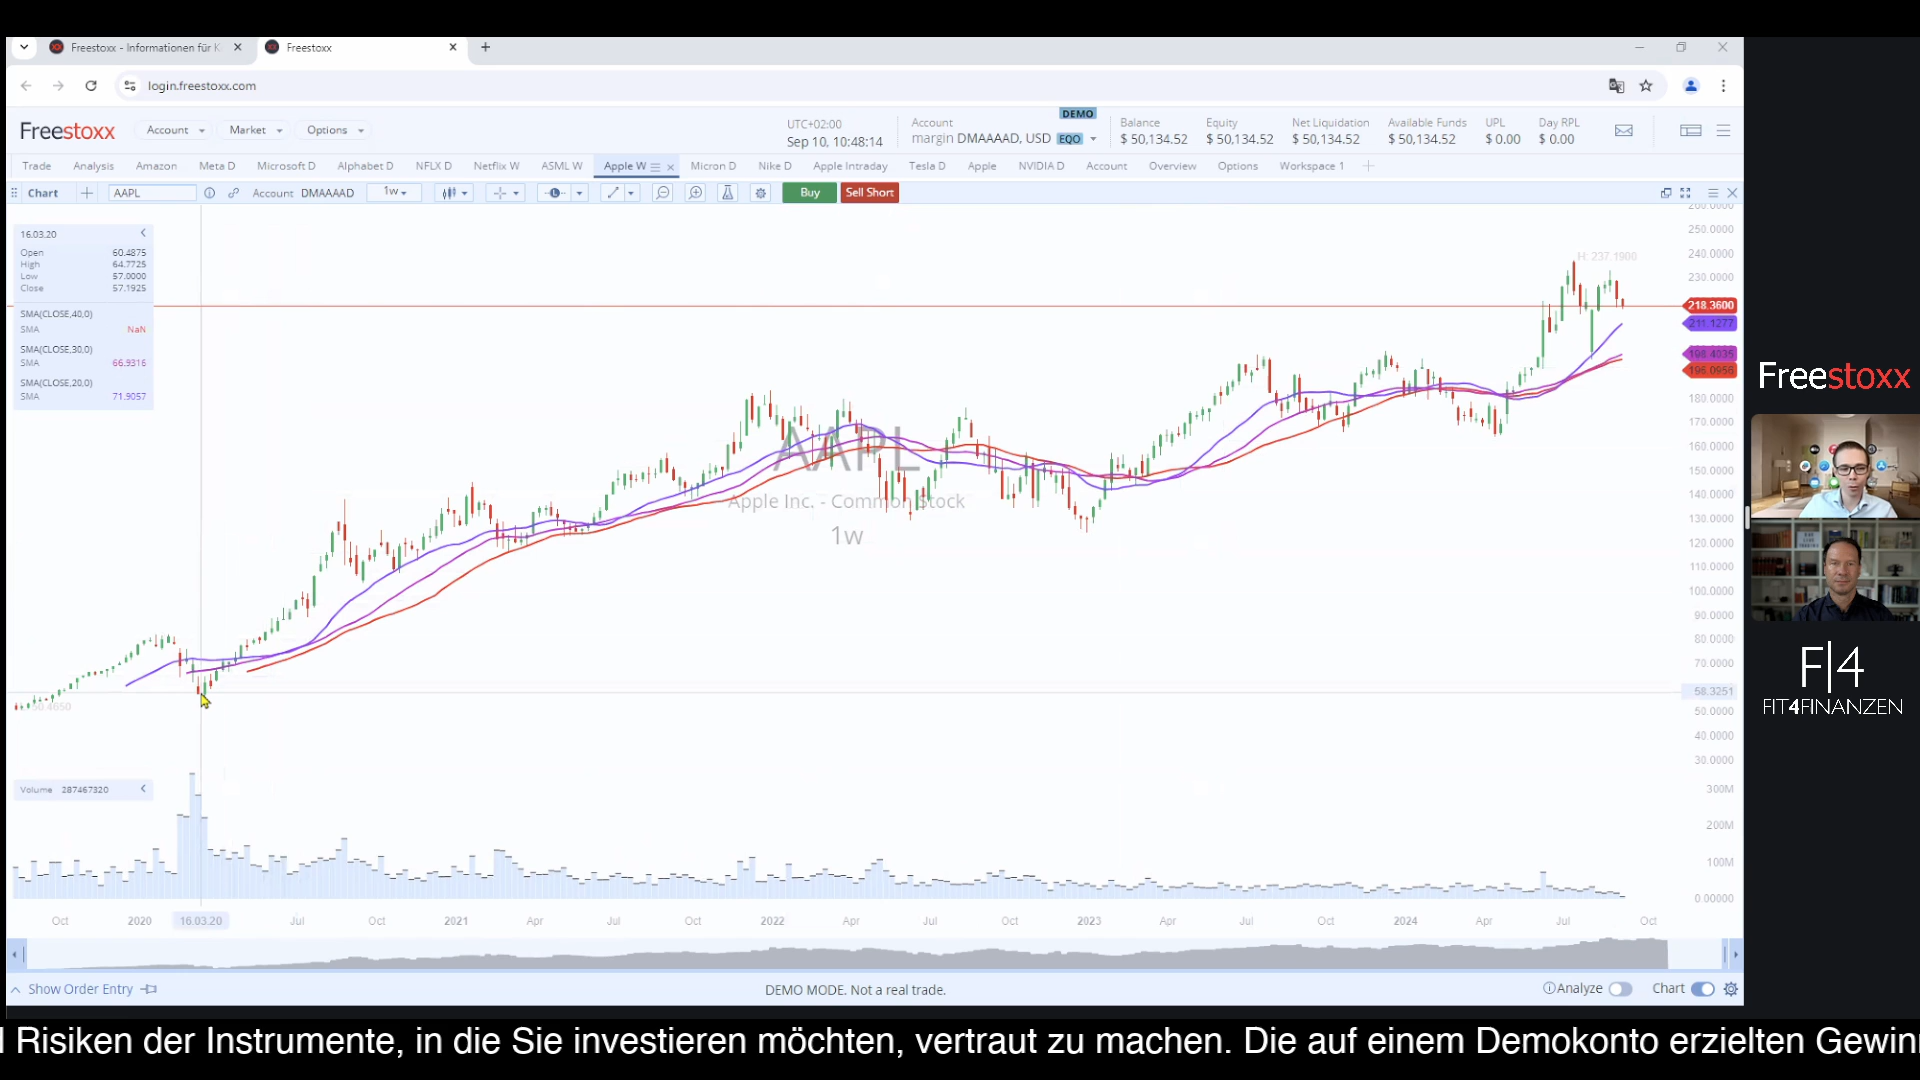 Freestoxx - Informationen für K
Freestoxx
login.freestoxx.com
Freestoxx
Account
Market
Options
UTC+02:00
Sep 10, 10:48:14
DEMO
Account
margin DMAAAAD, USD EQO
Balance
$ 50,134.52
Equity
$ 50,134.52
Net Liquidation
$ 50,134.52
Available Funds
$ 50,134.52
UPL
$ 0.00
Day RPL
$ 0.00
Trade Analysis Amazon Meta D Microsoft D Alphabet D NFLX D Netflix W ASML W Apple W Micron D Nike D Apple Intraday Tesla D Apple NVIDIA D Account Overview Options Workspace 1
Chart AAPL Account DMAAAAD 1w Buy Sell Short
16.03.20
Open 60.4875
High 64.7725
Low 57.0000
Close 57.1925
SMA(CLOSE,40,0)
SMA NaN
SMA(CLOSE,30,0)
SMA 66.9316
SMA(CLOSE,20,0)
SMA 71.9057
AAPL
Apple Inc. - Common Stock
1w
H: 237.1900
260.0000
250.0000
240.0000
230.0000
218.3600
211.1277
198.4035
196.0956
180.0000
170.0000
160.0000
150.0000
140.0000
130.0000
120.0000
110.0000
100.0000
90.0000
80.0000
70.0000
58.3251
50.0000
40.0000
30.0000
Volume 287467320
300M
200M
100M
0.00000
Oct 2020 16.03.20 Jul Oct 2021 Apr Jul Oct 2022 Apr Jul Oct 2023 Apr Jul Oct 2024 Apr Jul Oct
Show Order Entry
DEMO MODE. Not a real trade.
Analyze
Chart
Freestoxx
F|4
FIT4FINANZEN
Risiken der Instrumente, in die Sie investieren möchten, vertraut zu machen. Die auf einem Demokonto erzielten Gewin